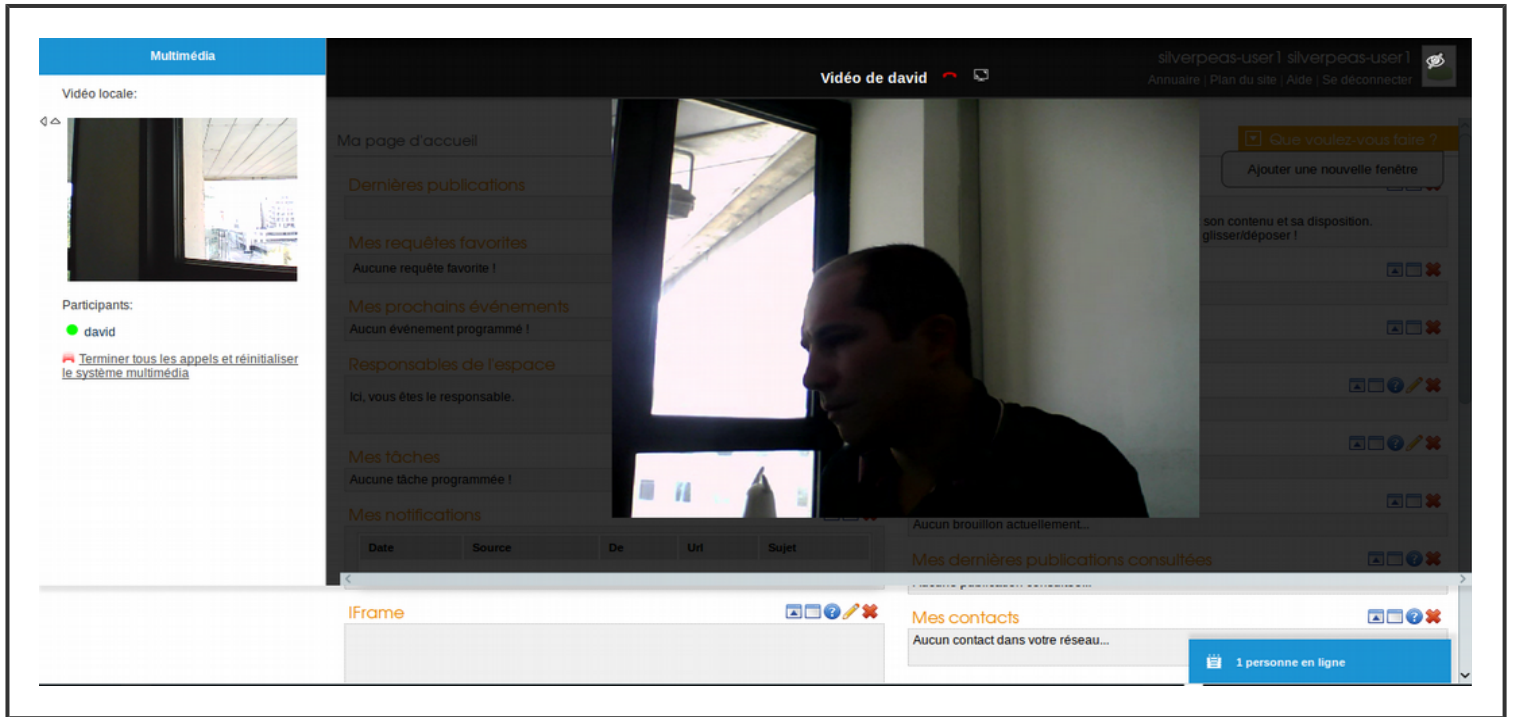 Multimédia
Vidéo locale:
Participants:
david
Terminer tous les appels et réinitialiser
le système multimédia
Vidéo de david
silverpeas-user1 silverpeas-user1
Annuaire | Plan du site | Aide | Se déconnecter
Ma page d'accueil
Que voulez-vous faire ?
Ajouter une nouvelle fenêtre
Dernières publications
son contenu et sa disposition.
glisser/déposer !
Mes requêtes favorites
Aucune requête favorite !
Mes prochains événements
Aucun événement programmé !
Responsables de l'espace
Ici, vous êtes le responsable.
Mes tâches
Aucune tâche programmée !
Mes notifications
Date Source De Url Sujet
Aucun brouillon actuellement...
Mes dernières publications consultées
IFrame
Mes contacts
Aucun contact dans votre réseau...
1 personne en ligne